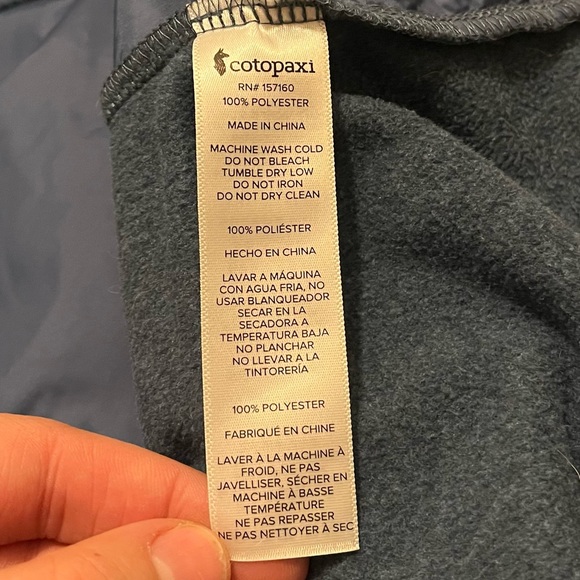 cotopaxi
RN# 157160
100% POLYESTER
MADE IN CHINA
MACHINE WASH COLD
DO NOT BLEACH
TUMBLE DRY LOW
DO NOT IRON
DO NOT DRY CLEAN
100% POLIÉSTER
HECHO EN CHINA
LAVAR A MÁQUINA
CON AGUA FRIA, NO
USAR BLANQUEADOR
SECAR EN LA
SECADORA A
TEMPERATURA BAJA
NO PLANCHAR
NO LLEVAR A LA
TINTORERÍA
100% POLYESTER
FABRIQUÉ EN CHINE
LAVER À LA MACHINE À
FROID, NE PAS
JAVELLISER, SÉCHER EN
MACHINE À BASSE
TEMPÉRATURE
NE PAS REPASSER
NE PAS NETTOYER À SEC